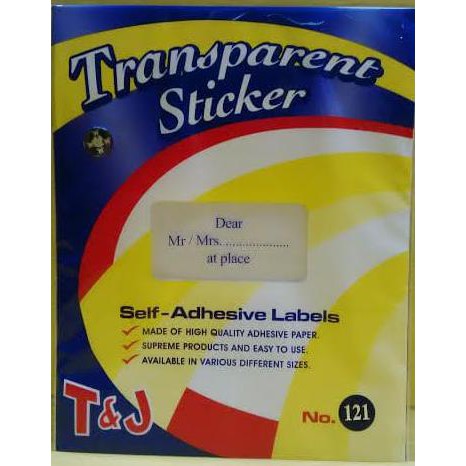 Transparent
Sticker
Dear
Mr / Mrs. ...................
at place
Self-Adhesive Labels
MADE OF HIGH QUALITY ADHESIVE PAPER.
SUPREME PRODUCTS AND EASY TO USE.
AVAILABLE IN VARIOUS DIFFERENT SIZES.
T&J
No. 121